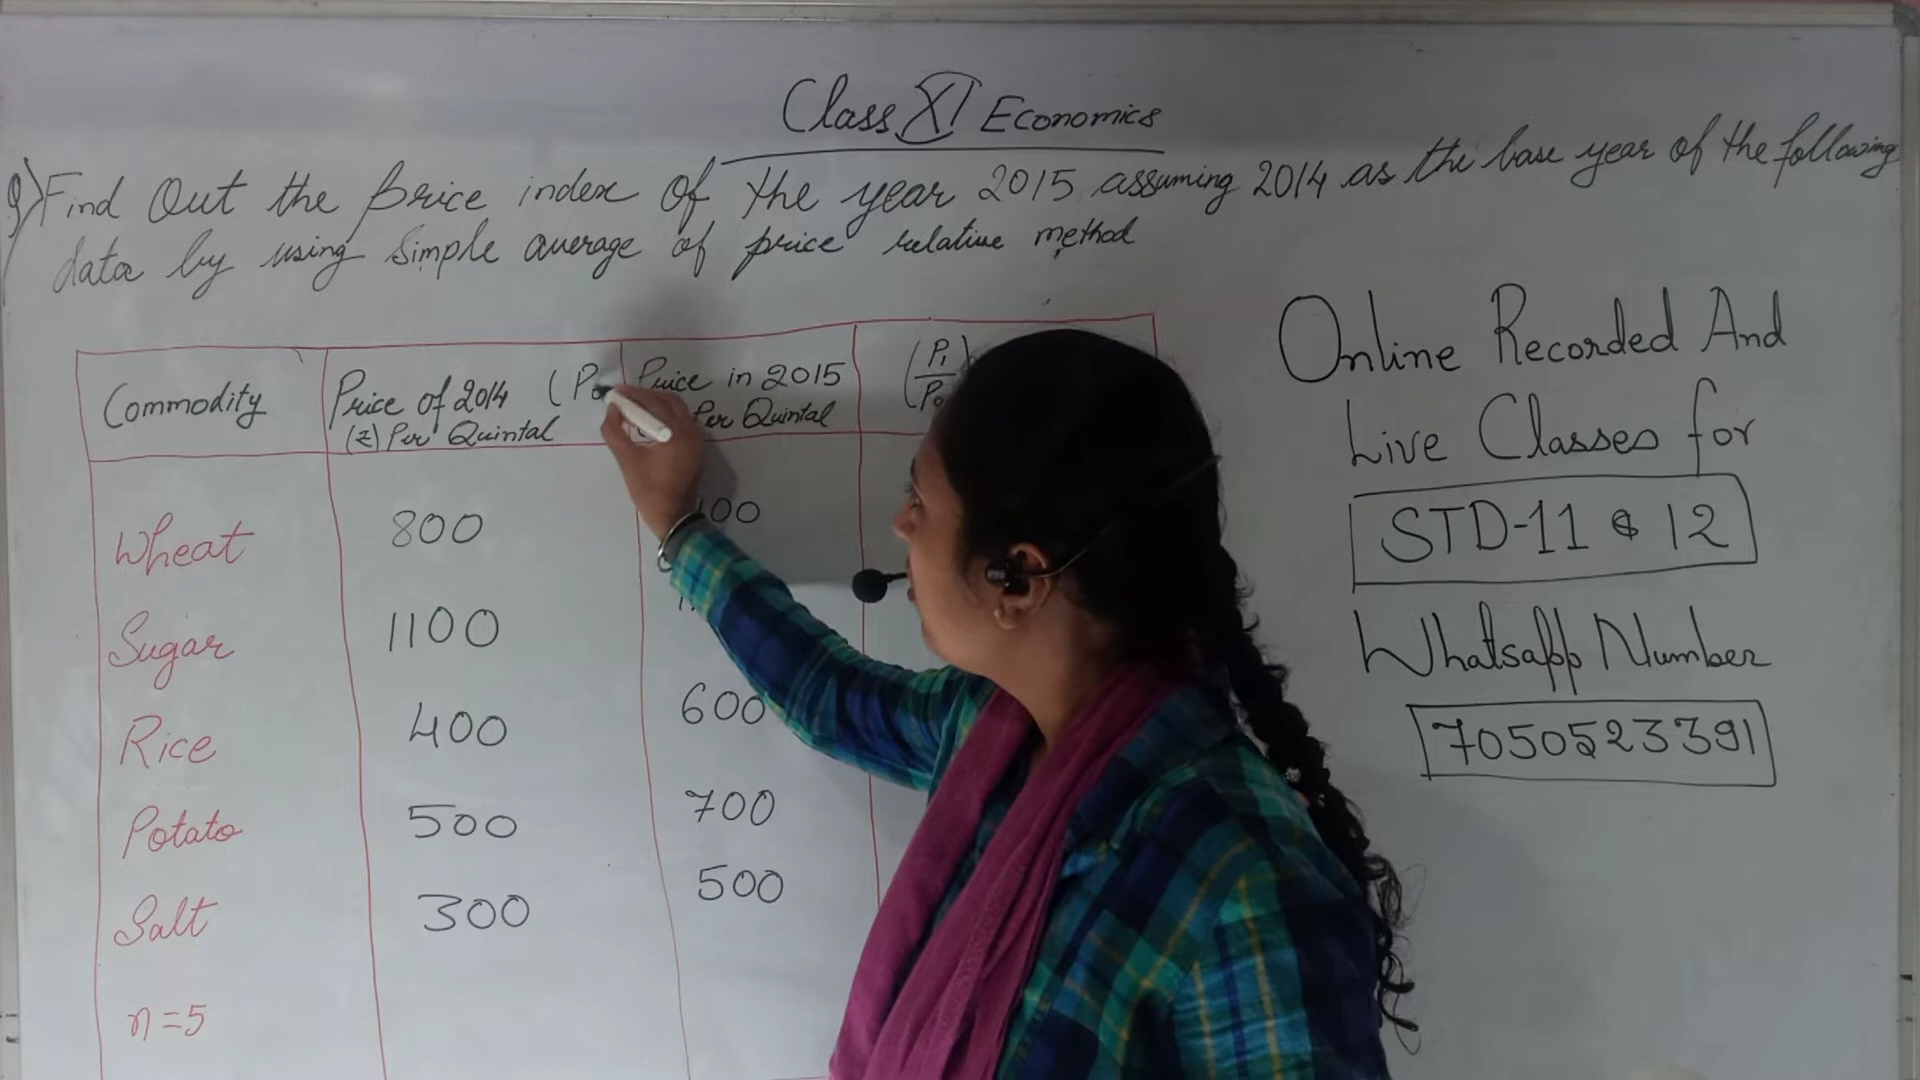 Class XI Economics
Q) Find Out the price index of the year 2015 assuming 2014 as the base year of the following
data by using simple average of price relative method
Commodity
Price of 2014 (P₀
(₹) Per Quintal
Price in 2015
Per Quintal
(P₁/P₀)
Wheat 800 00
Sugar 1100
Rice 400 600
Potato 500 700
Salt 300 500
n = 5
Online Recorded And
Live Classes for
STD-11 & 12
Whatsapp Number
7050523391